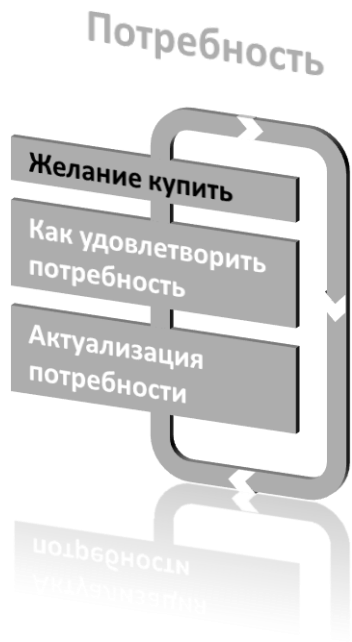 Потребность
Желание купить
Как удовлетворить
потребность
Актуализация
потребности